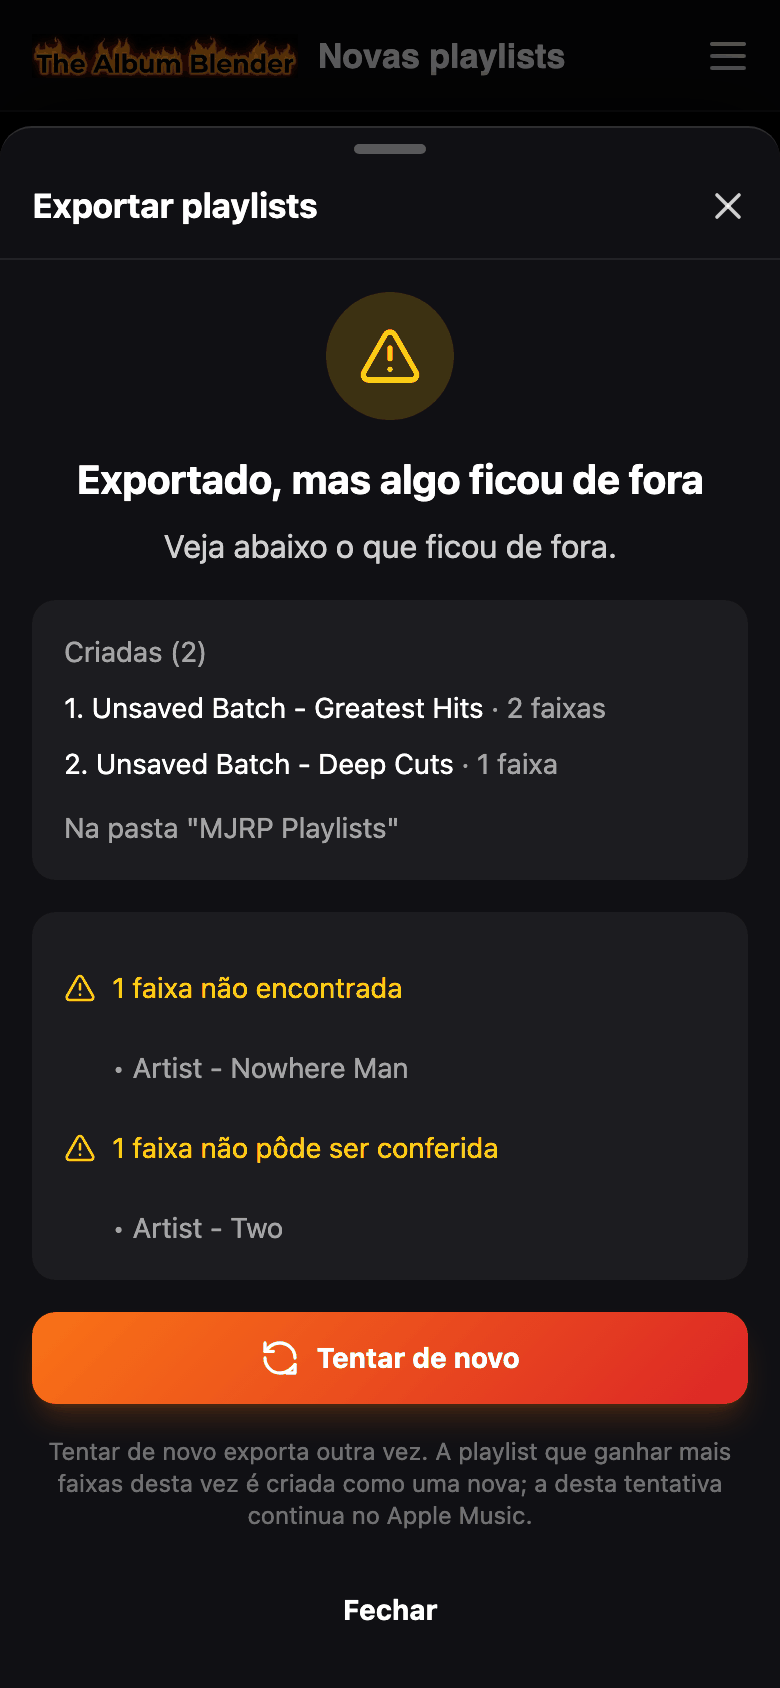 The Album Blender
Novas playlists
Exportar playlists
Exportado, mas algo ficou de fora
Veja abaixo o que ficou de fora.
Criadas (2)
1. Unsaved Batch - Greatest Hits · 2 faixas
2. Unsaved Batch - Deep Cuts · 1 faixa
Na pasta "MJRP Playlists"
1 faixa não encontrada
• Artist - Nowhere Man
1 faixa não pôde ser conferida
• Artist - Two
Tentar de novo
Tentar de novo exporta outra vez. A playlist que ganhar mais
faixas desta vez é criada como uma nova; a desta tentativa
continua no Apple Music.
Fechar